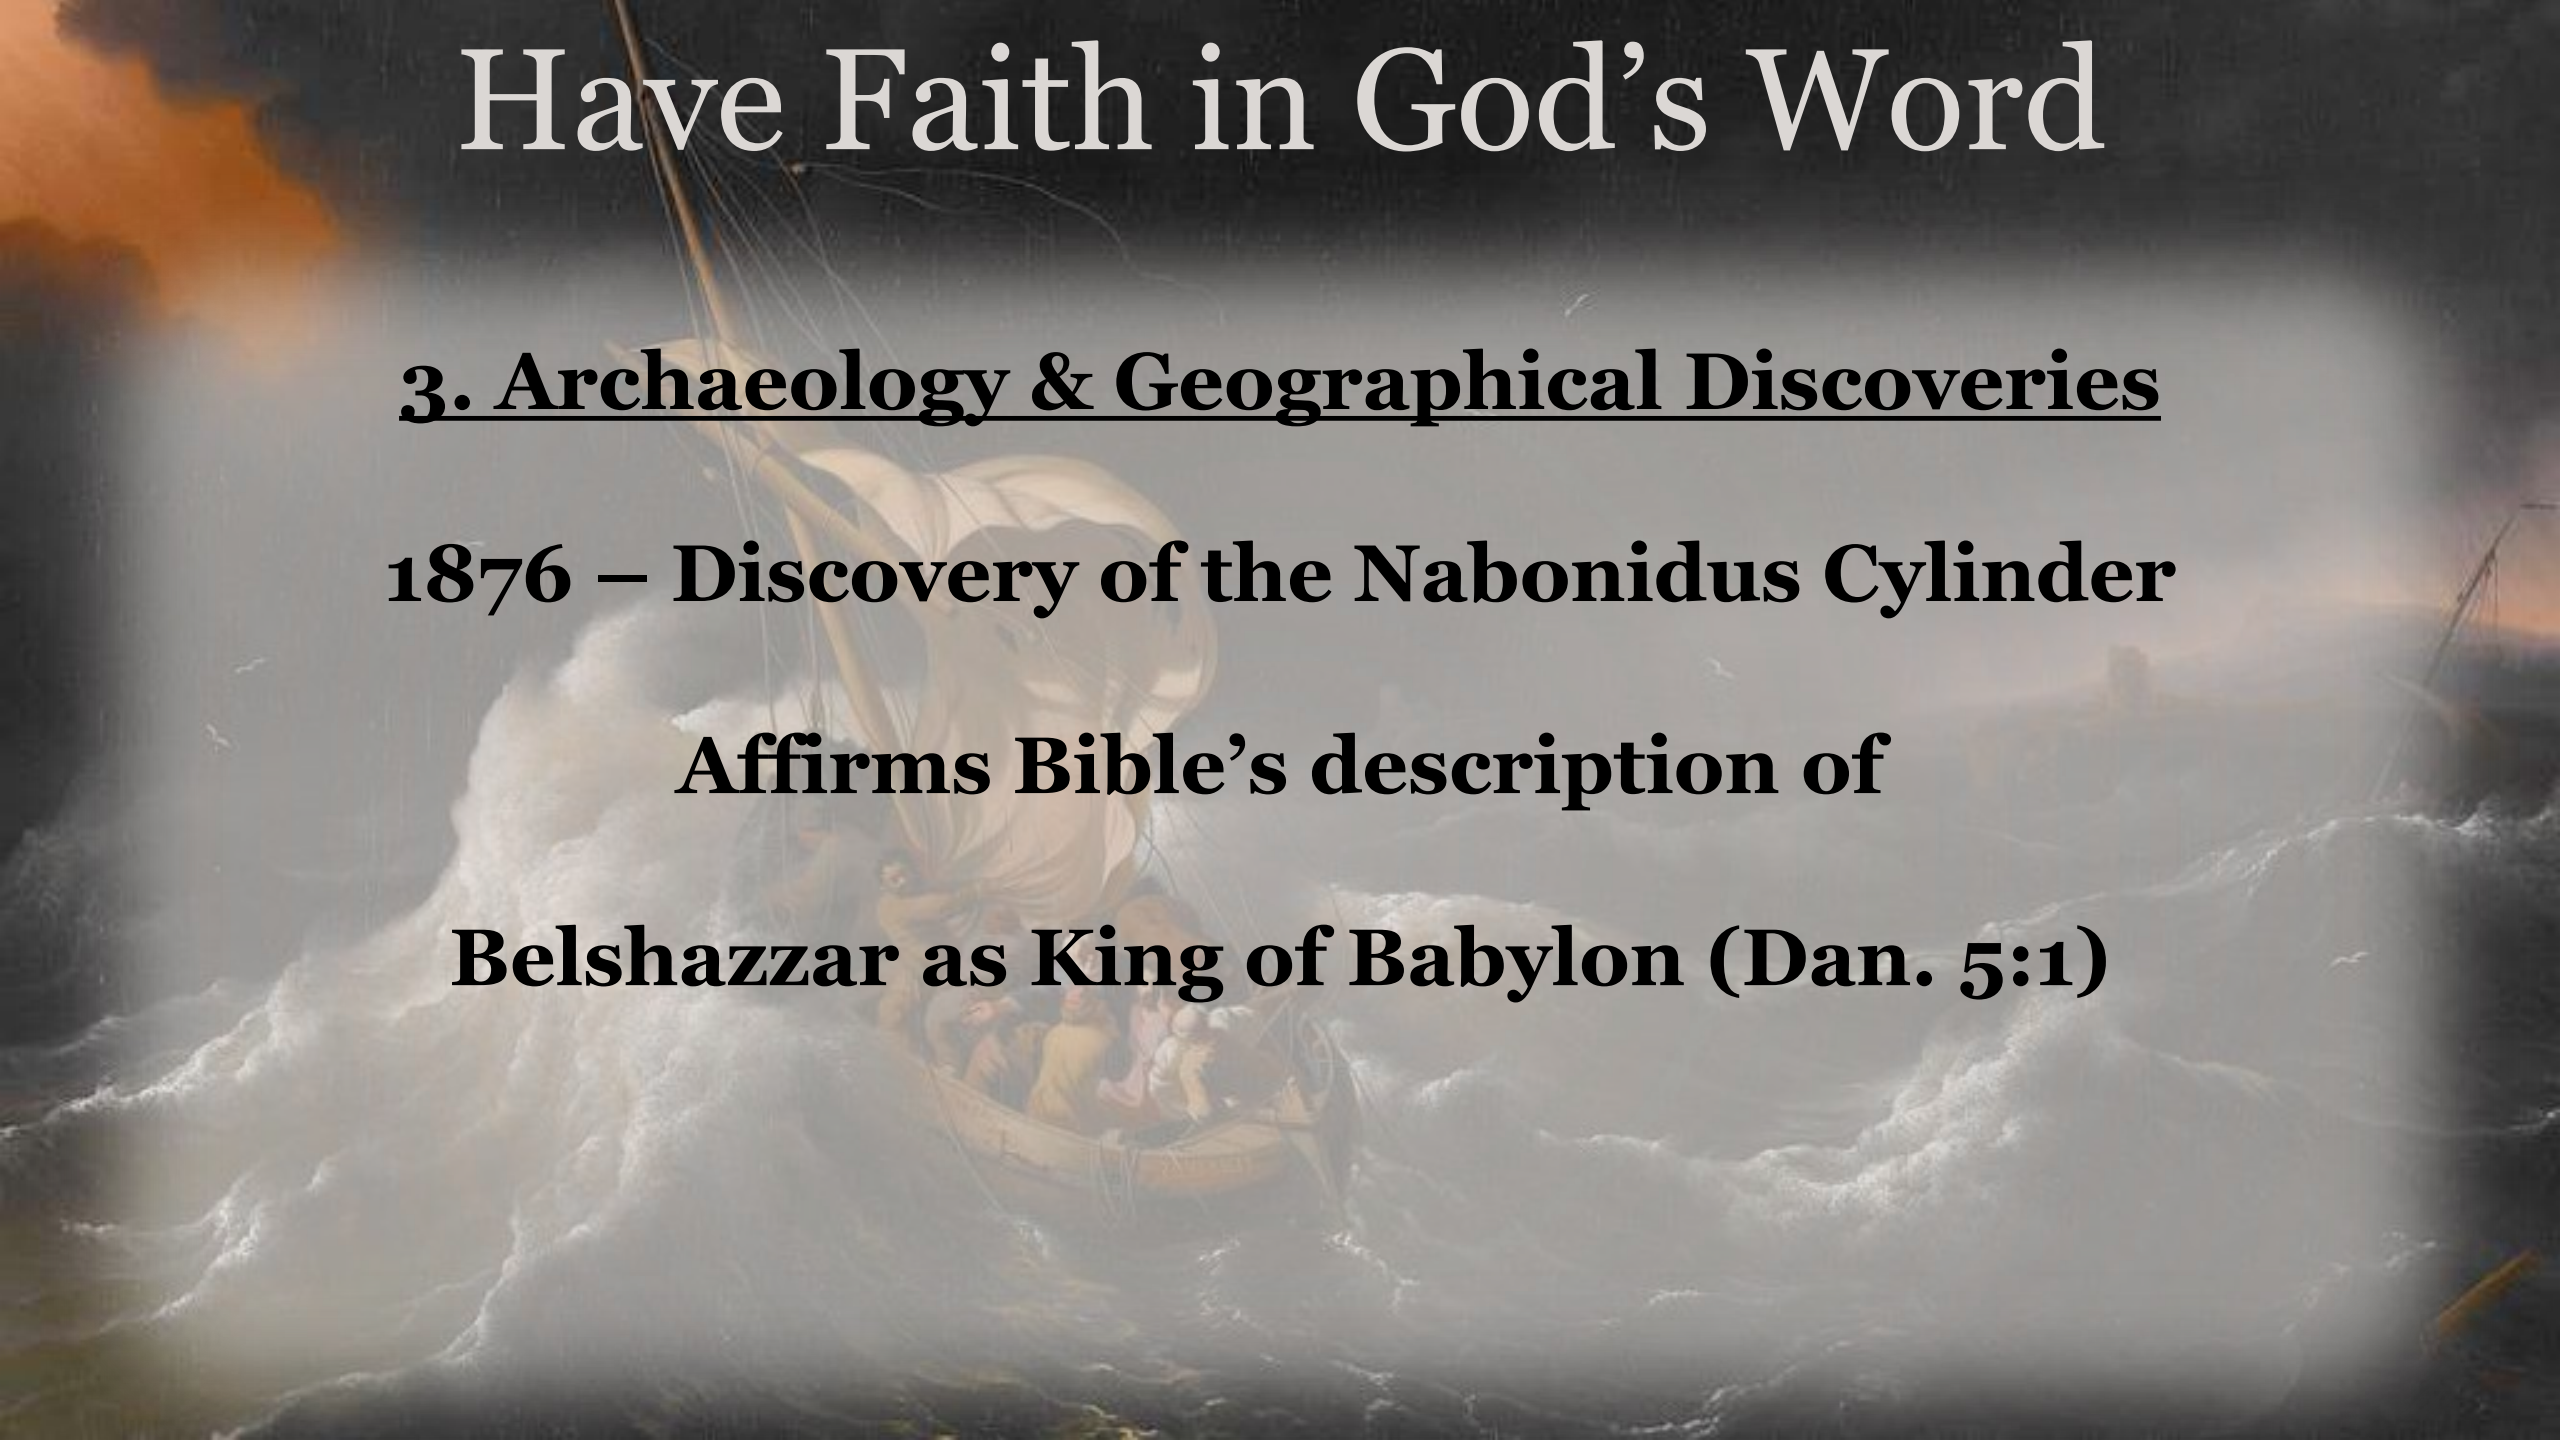 Have Faith in God’s Word
3. Archaeology & Geographical Discoveries
1876 – Discovery of the Nabonidus Cylinder
Affirms Bible’s description of
Belshazzar as King of Babylon (Dan. 5:1)